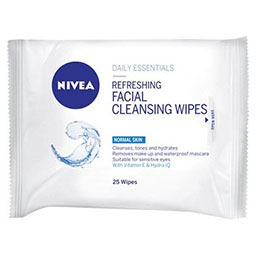 NIVEA
DAILY ESSENTIALS
REFRESHING
FACIAL
CLEANSING WIPES
NORMAL SKIN
Cleanses, tones and hydrates
Removes make up and waterproof mascara
Suitable for sensitive eyes
With Vitamin E & Hydra IQ
25 Wipes